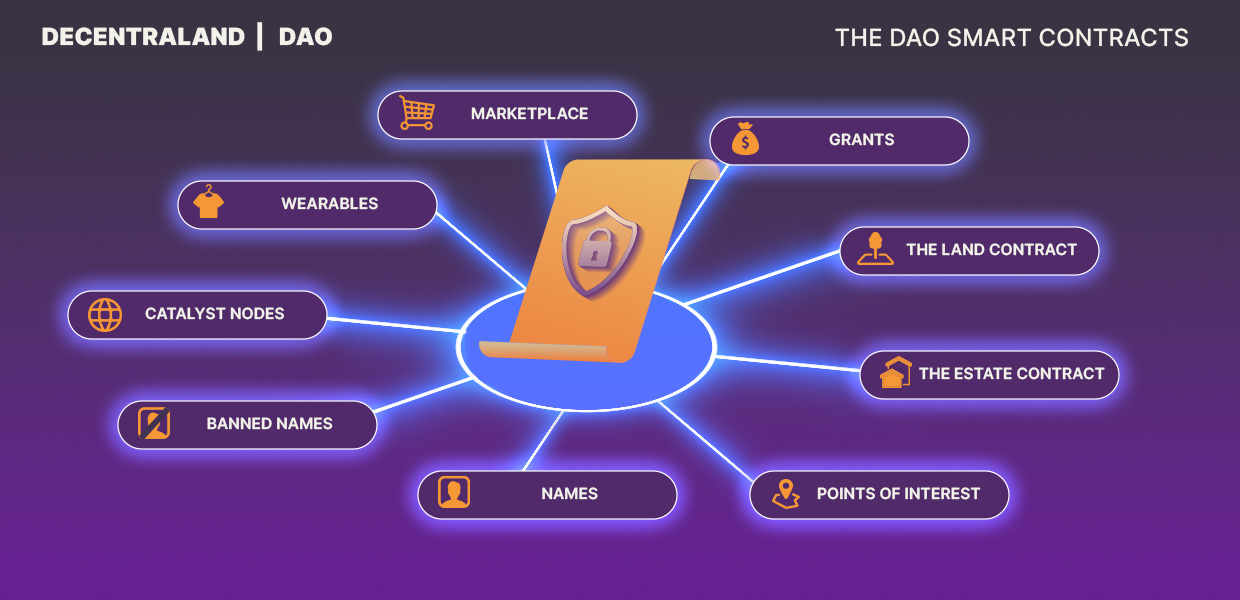 DECENTRALAND | DAO
THE DAO SMART CONTRACTS
MARKETPLACE
GRANTS
WEARABLES
THE LAND CONTRACT
CATALYST NODES
THE ESTATE CONTRACT
BANNED NAMES
NAMES
POINTS OF INTEREST
$